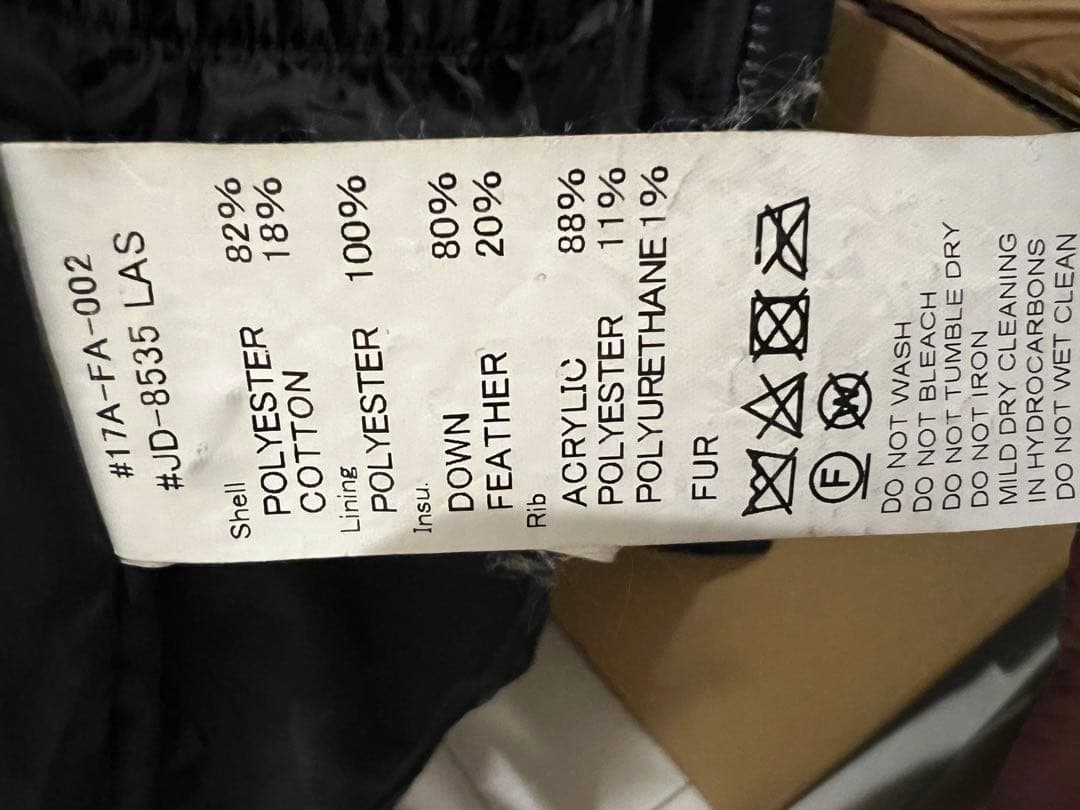 #17A-FA-002
#JD-8535 LAS
Shell
POLYESTER 82%
COTTON 18%
Lining
POLYESTER 100%
Insu.
DOWN 80%
FEATHER 20%
Rib
ACRYLIC 88%
POLYESTER 11%
POLYURETHANE 1%
FUR
F W
DO NOT WASH
DO NOT BLEACH
DO NOT TUMBLE DRY
DO NOT IRON
MILD DRY CLEANING
IN HYDROCARBONS
DO NOT WET CLEAN